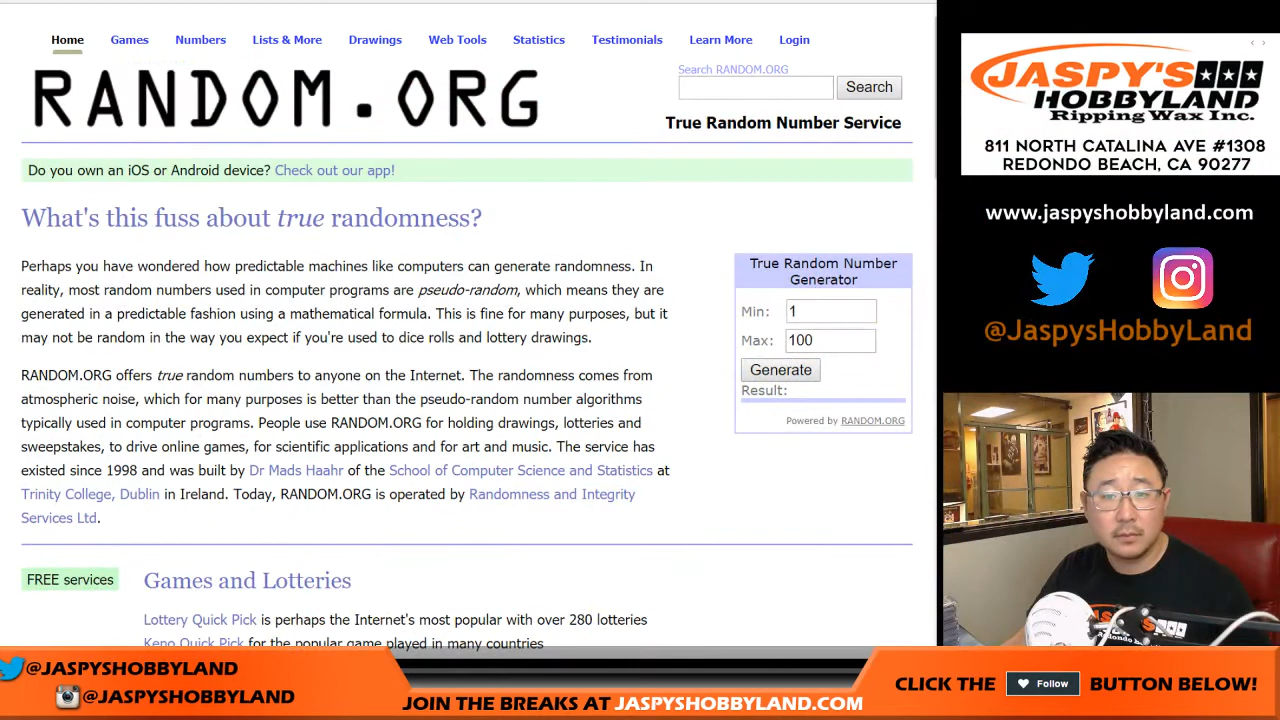 Home Games Numbers Lists & More Drawings Web Tools Statistics Testimonials Learn More Login
RANDOM.ORG
Search RANDOM.ORG
Search
True Random Number Service
Do you own an iOS or Android device? Check out our app!
What's this fuss about true randomness?
Perhaps you have wondered how predictable machines like computers can generate randomness. In
reality, most random numbers used in computer programs are pseudo-random, which means they are
generated in a predictable fashion using a mathematical formula. This is fine for many purposes, but it
may not be random in the way you expect if you're used to dice rolls and lottery drawings.
RANDOM.ORG offers true random numbers to anyone on the Internet. The randomness comes from
atmospheric noise, which for many purposes is better than the pseudo-random number algorithms
typically used in computer programs. People use RANDOM.ORG for holding drawings, lotteries and
sweepstakes, to drive online games, for scientific applications and for art and music. The service has
existed since 1998 and was built by Dr Mads Haahr of the School of Computer Science and Statistics at
Trinity College, Dublin in Ireland. Today, RANDOM.ORG is operated by Randomness and Integrity
Services Ltd.
True Random Number
Generator
Min: 1
Max: 100
Generate
Result:
Powered by RANDOM.ORG
FREE services
Games and Lotteries
Lottery Quick Pick is perhaps the Internet's most popular with over 280 lotteries
Keno Quick Pick for the popular game played in many countries
JASPY'S
HOBBYLAND
Ripping Wax Inc.
811 NORTH CATALINA AVE #1308
REDONDO BEACH, CA 90277
www.jaspyshobbyland.com
@JaspysHobbyLand
@JASPYSHOBBYLAND
@JASPYSHOBBYLAND
JOIN THE BREAKS AT JASPYSHOBBYLAND.COM
CLICK THE Follow BUTTON BELOW!